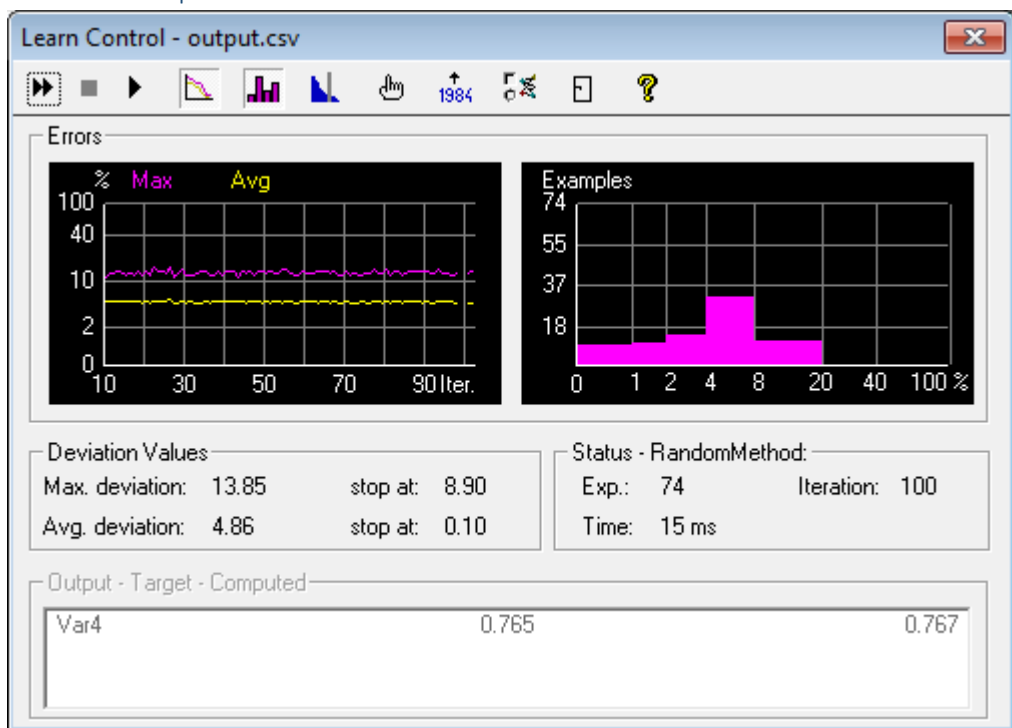 Learn Control - output.csv
1984
Errors
% Max Avg
100
40
10
2
0
10 30 50 70 90 Iter.
Examples
74
55
37
18
0 1 2 4 8 20 40 100 %
Deviation Values
Max. deviation: 13.85 stop at: 8.90
Avg. deviation: 4.86 stop at: 0.10
Status - RandomMethod:
Exp.: 74 Iteration: 100
Time: 15 ms
Output - Target - Computed
Var4 0.765 0.767